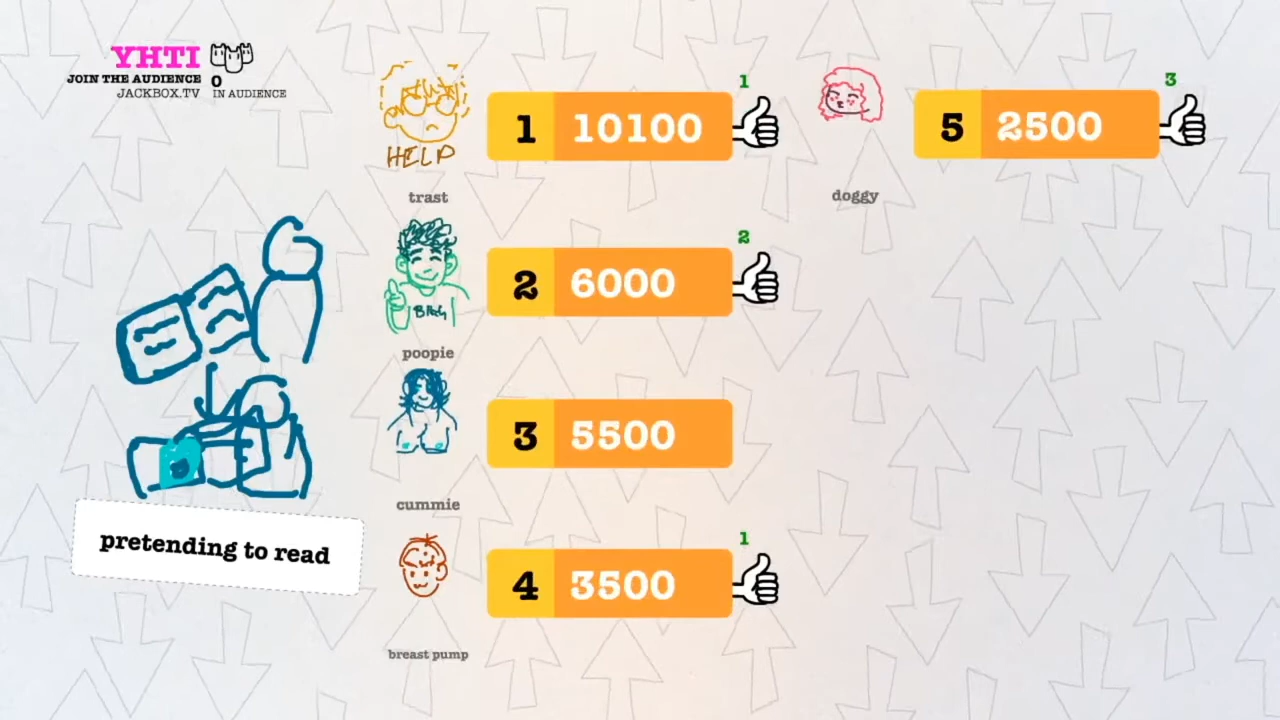 YHTI
JOIN THE AUDIENCE
JACKBOX.TV
0
IN AUDIENCE
HELP
trast
1 10100
1
doggy
5 2500
3
Bitch
poopie
2 6000
2
cummie
3 5500
breast pump
4 3500
1
pretending to read